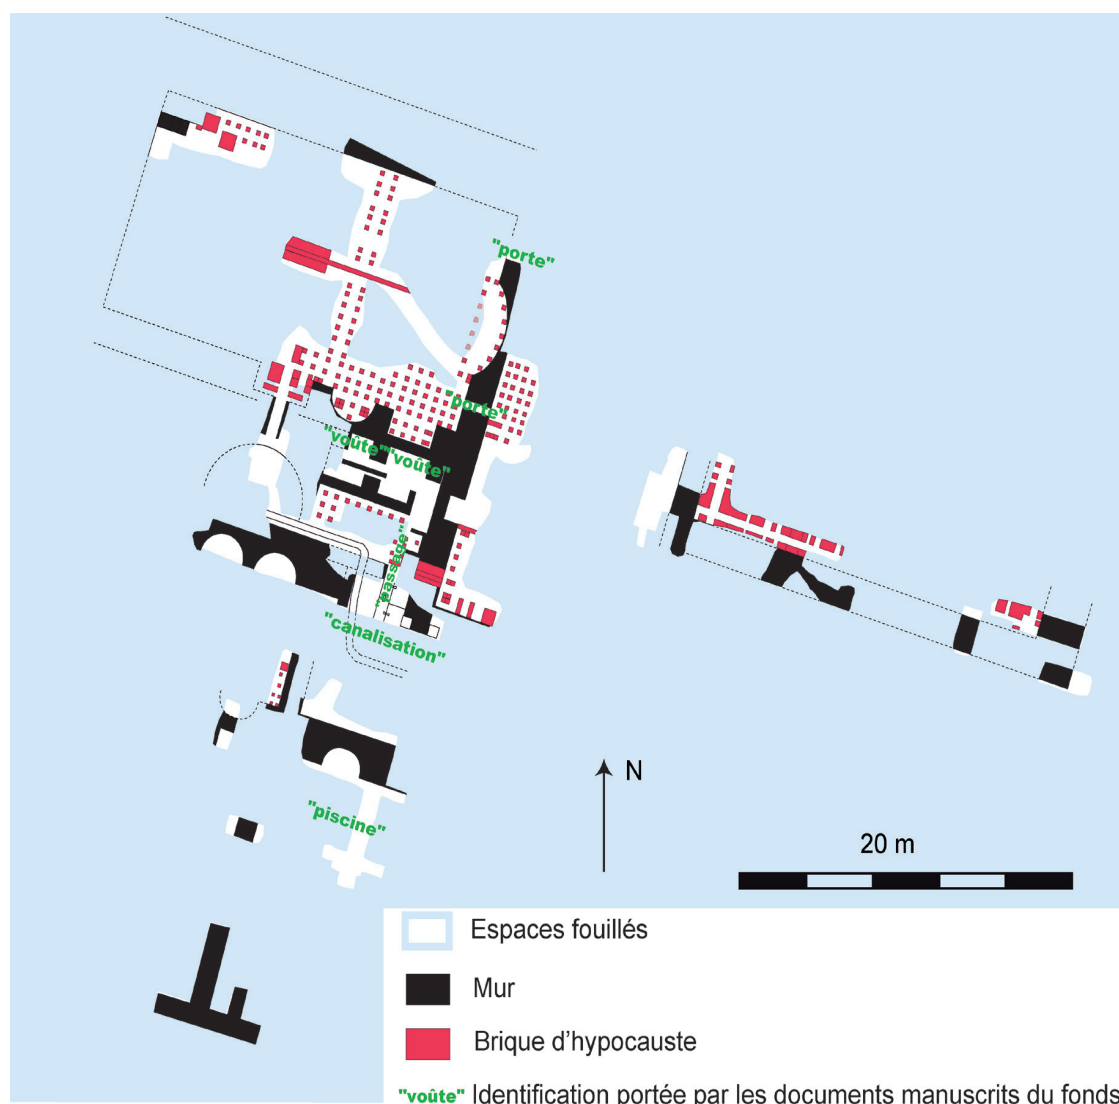 "porte"
"porte"
"voûte"
"voûte"
"passage"
"canalisation"
"piscine"
N
20 m
Espaces fouillés
Mur
Brique d'hypocauste
"voûte" Identification portée par les documents manuscrits du fonds